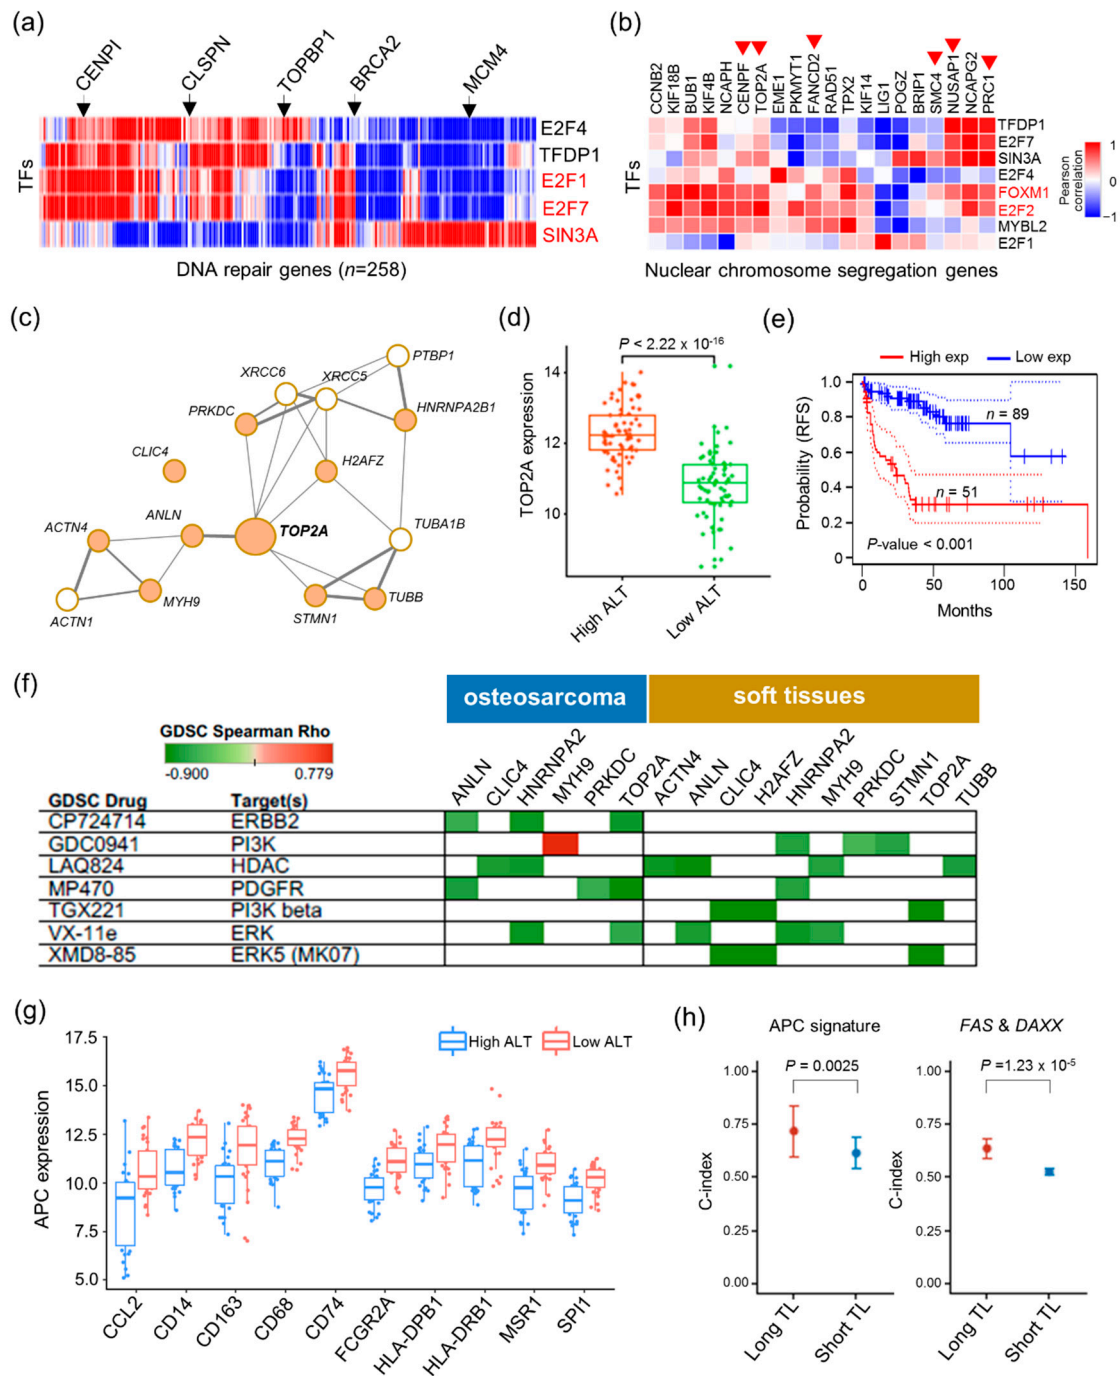 (a)
CENPI
CLSPN
TOPBP1
BRCA2
MCM4
TFs
E2F4
TFDP1
E2F1
E2F7
SIN3A
DNA repair genes (n=258)
(b)
CCNB2
KIF18B
BUB1
KIF4B
NCAPH
CENPF
TOP2A
EME1
PKMYT1
FANCD2
RAD51
TPX2
KIF14
LIG1
POGZ
BRIP1
SMC4
NUSAP1
NCAPG2
PRC1
TFs
TFDP1
E2F7
SIN3A
E2F4
FOXM1
E2F2
MYBL2
E2F1
Pearson
correlation
1
0
−1
Nuclear chromosome segregation genes
(c)
PTBP1
XRCC6
XRCC5
PRKDC
HNRNPA2B1
CLIC4
H2AFZ
ACTN4
ANLN
TOP2A
TUBA1B
MYH9
ACTN1
STMN1
TUBB
(d)
P < 2.22 x 10-16
TOP2A expression
14
12
10
High ALT
Low ALT
(e)
High exp
Low exp
Probability (RFS)
1.0
0.8
0.6
0.4
0.2
0.0
n = 89
n = 51
P-value < 0.001
0
50
100
150
Months
(f)
osteosarcoma
soft tissues
GDSC Spearman Rho
-0.900
0.779
ANLN
CLIC4
HNRNPA2
MYH9
PRKDC
TOP2A
ACTN4
ANLN
CLIC4
H2AFZ
HNRNPA2
MYH9
PRKDC
STMN1
TOP2A
TUBB
GDSC Drug Target(s)
CP724714 ERBB2
GDC0941 PI3K
LAQ824 HDAC
MP470 PDGFR
TGX221 PI3K beta
VX-11e ERK
XMD8-85 ERK5 (MK07)
(g)
High ALT
Low ALT
APC expression
17.5
15.0
12.5
10.0
7.5
5.0
CCL2
CD14
CD163
CD68
CD74
FCGR2A
HLA-DPB1
HLA-DRB1
MSR1
SPI1
(h)
APC signature
P = 0.0025
C-index
1.00
0.75
0.50
0.25
0.00
Long TL
Short TL
FAS & DAXX
P =1.23 x 10-5
C-index
1.00
0.75
0.50
0.25
0.00
Long TL
Short TL